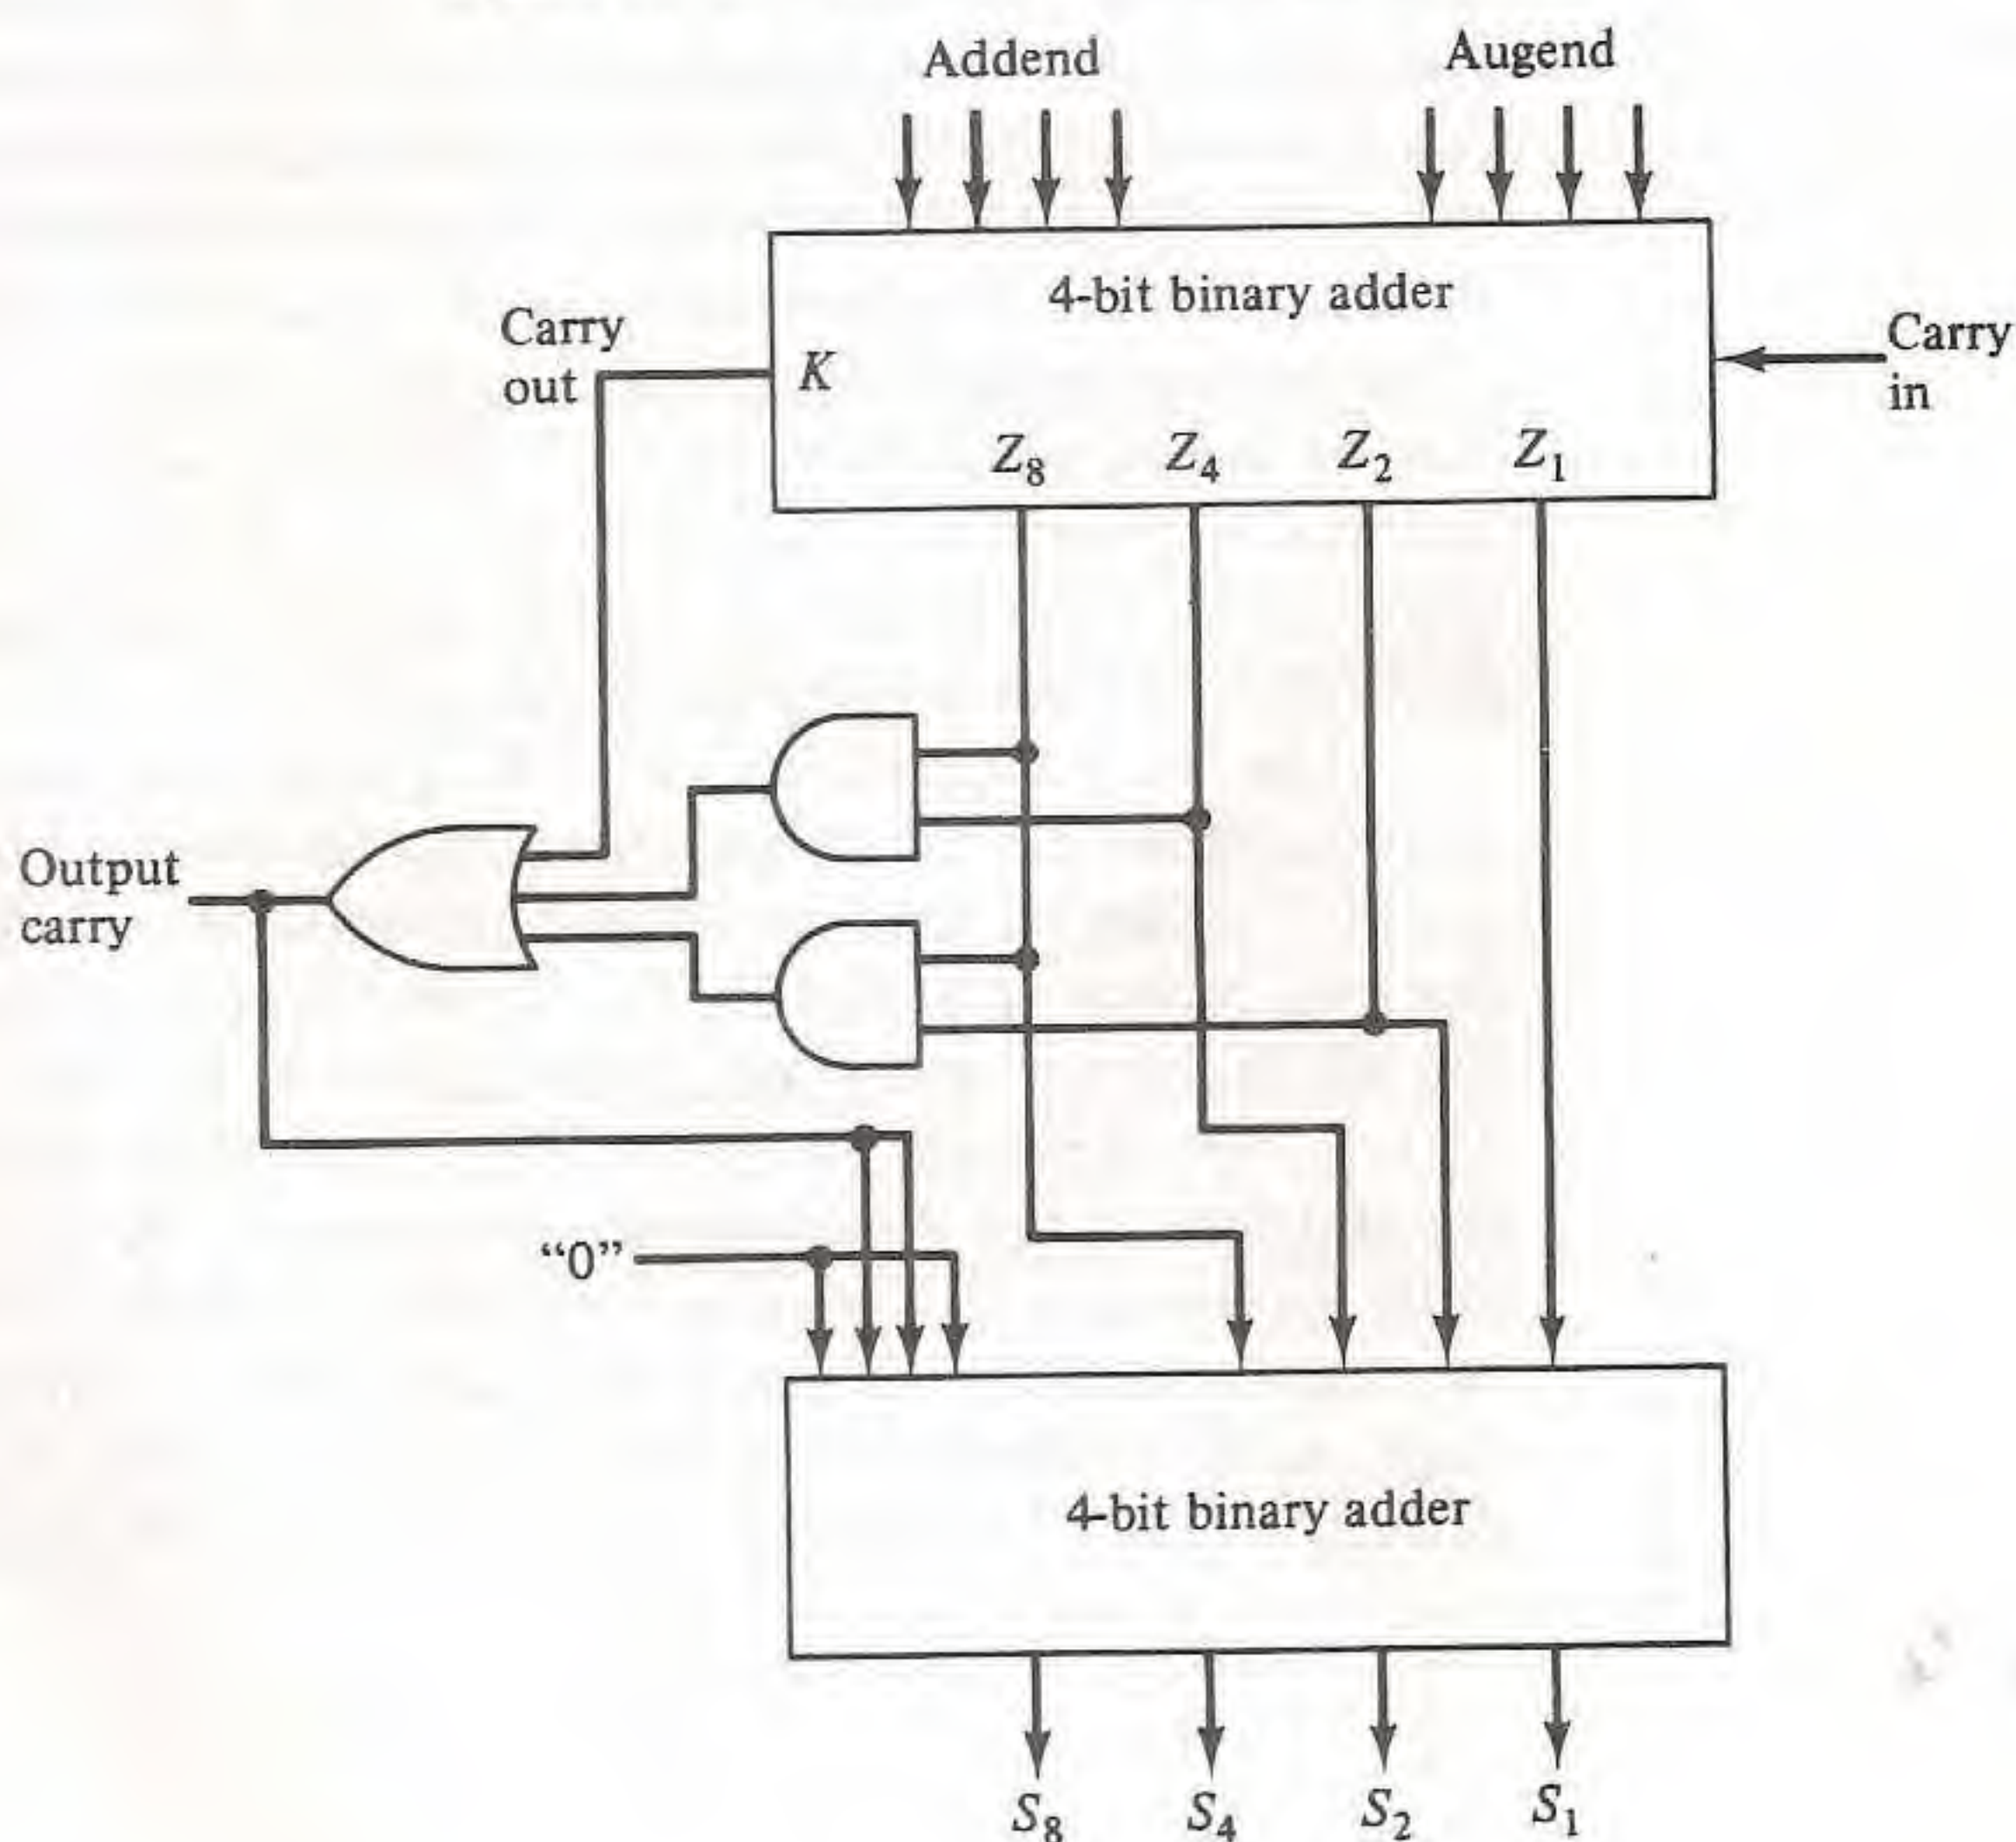 Addend
Augend
4-bit binary adder
Carry
out
K
Carry
in
Z₈ Z₄ Z₂ Z₁
Output
carry
“0”
4-bit binary adder
S₈ S₄ S₂ S₁